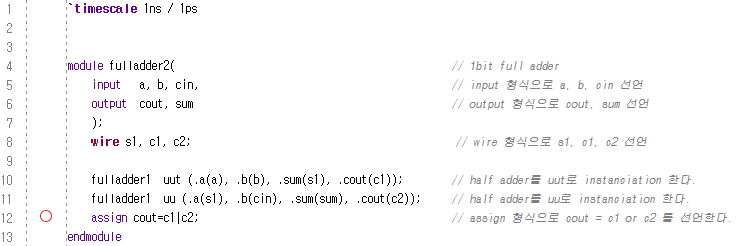 1 `timescale 1ns / 1ps
2
3
4 module fulladder2( // 1bit full adder
5 input a, b, cin, // input 형식으로 a, b, cin 선언
6 output cout, sum // output 형식으로 cout, sum 선언
7 );
8 wire s1, c1, c2; // wire 형식으로 s1, c1, c2 선언
9
10 fulladder1 uut (.a(a), .b(b), .sum(s1), .cout(c1)); // half adder를 uut로 instanciation 한다.
11 fulladder1 uu (.a(s1), .b(cin), .sum(sum), .cout(c2)); // half adder를 uu로 instanciation 한다.
12 assign cout=c1|c2; // assign 형식으로 cout = c1 or c2 를 선언한다.
13 endmodule